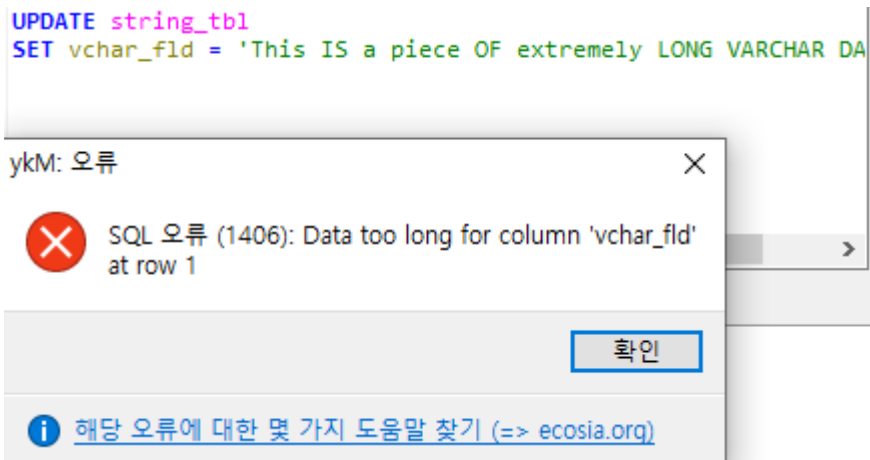 UPDATE string_tbl
SET vchar_fld = 'This IS a piece OF extremely LONG VARCHAR DA
ykM: 오류
SQL 오류 (1406): Data too long for column 'vchar_fld'
at row 1
확인
해당 오류에 대한 몇 가지 도움말 찾기 (=> ecosia.org)